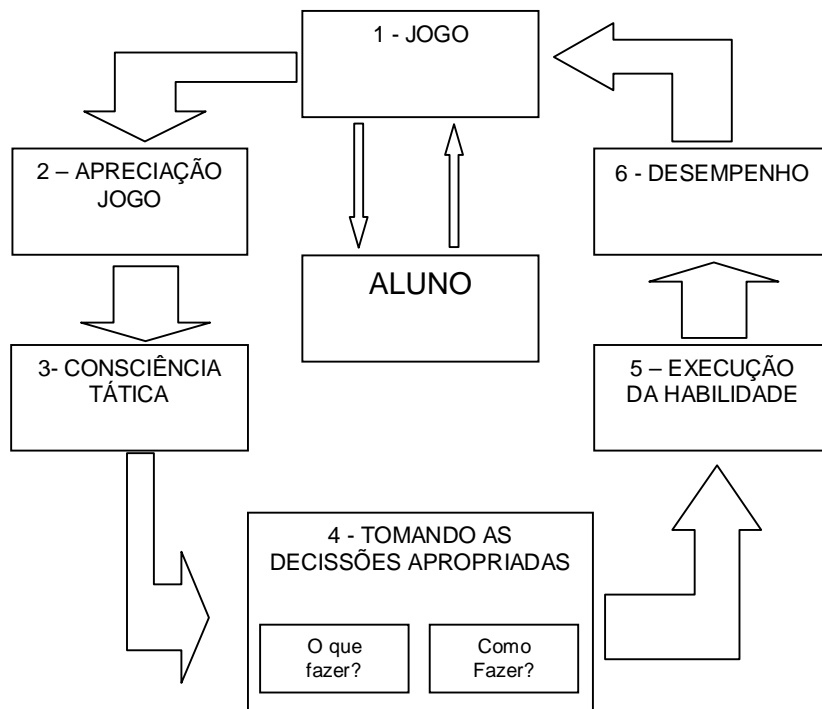 1 - JOGO
2 – APRECIAÇÃO
JOGO
6 - DESEMPENHO
ALUNO
3- CONSCIÊNCIA
TÁTICA
5 – EXECUÇÃO
DA HABILIDADE
4 - TOMANDO AS
DECISSÕES APROPRIADAS
O que
fazer?
Como
Fazer?